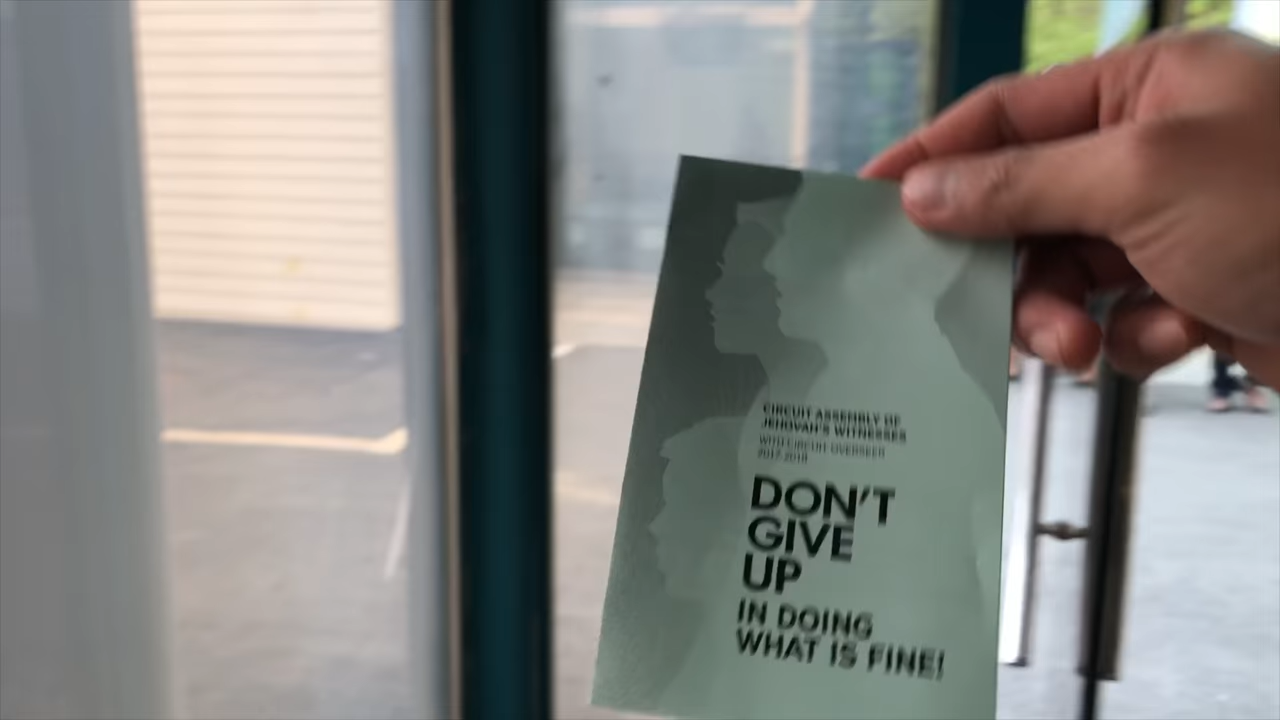 CIRCUIT ASSEMBLY OF
JEHOVAH'S WITNESSES
WITH CIRCUIT OVERSEER
2017-2018
DON'T
GIVE
UP
IN DOING
WHAT IS FINE!